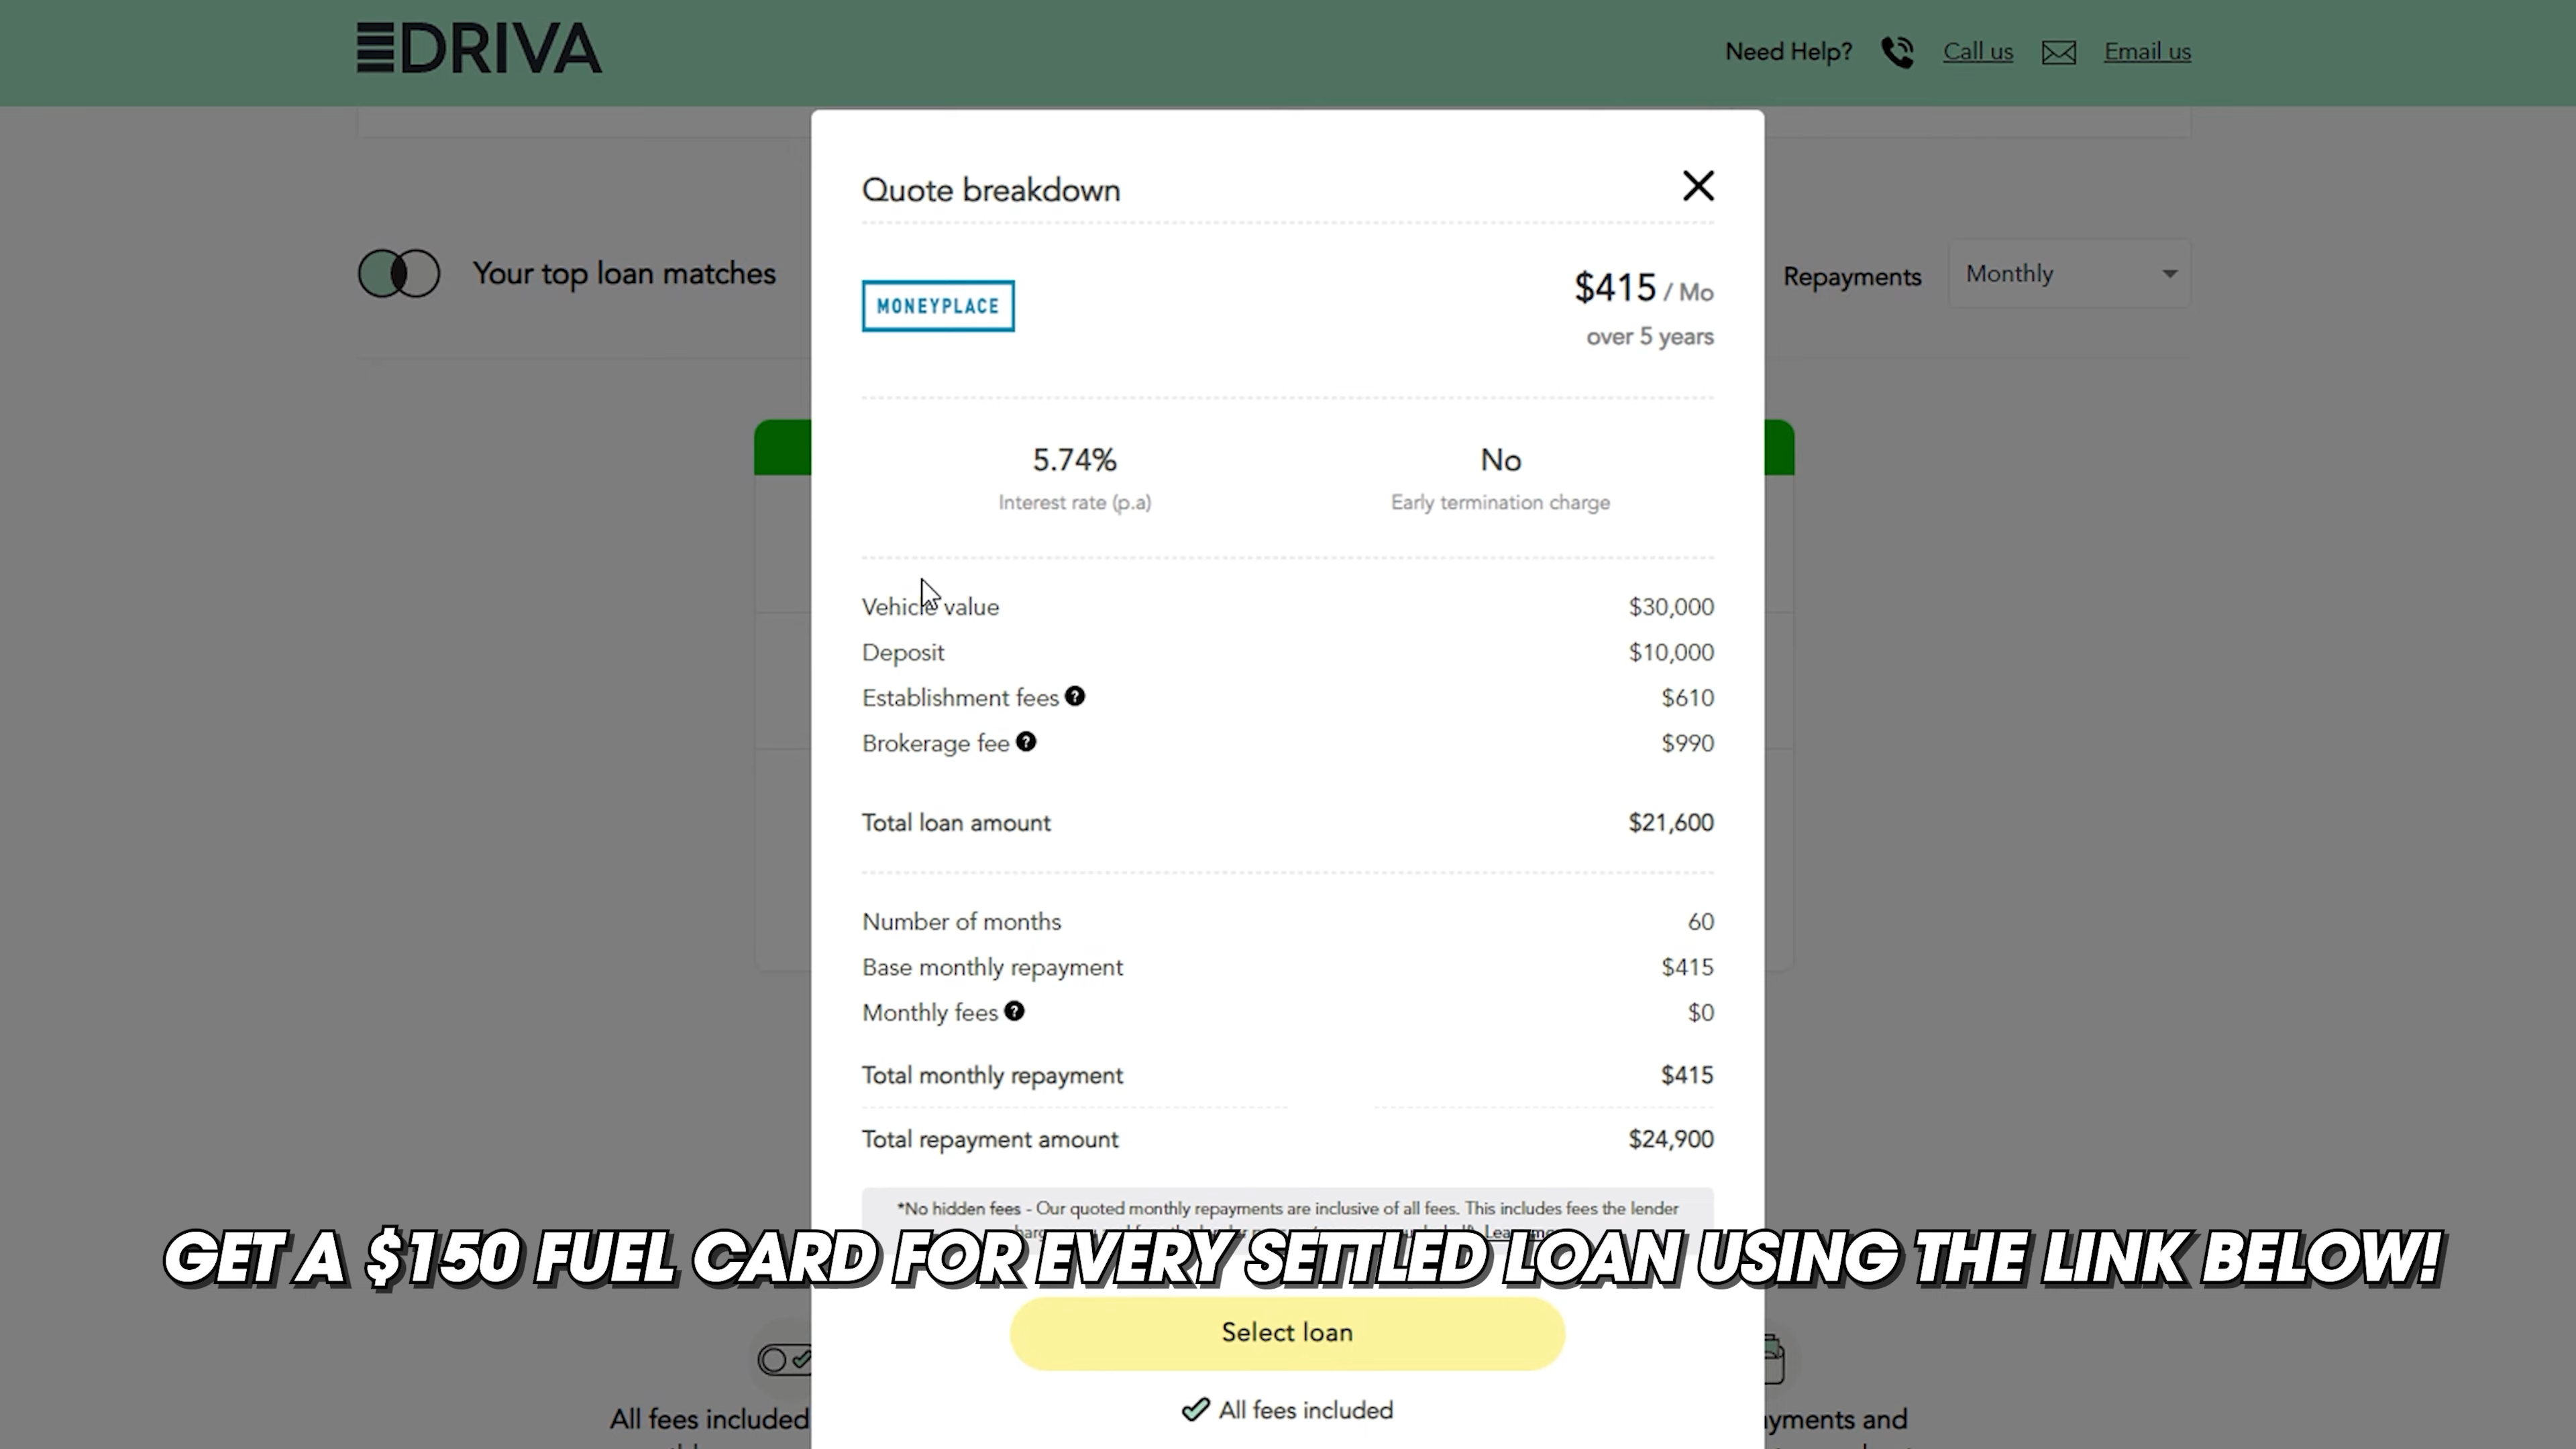 DRIVA
Need Help? Call us Email us
Quote breakdown
Your top loan matches
Repayments Monthly
MONEYPLACE
$415 / Mo
over 5 years
5.74% No
Interest rate (p.a) Early termination charge
Vehicle value $30,000
Deposit $10,000
Establishment fees ? $610
Brokerage fee ? $990
Total loan amount $21,600
Number of months 60
Base monthly repayment $415
Monthly fees ? $0
Total monthly repayment $415
Total repayment amount $24,900
*No hidden fees - Our quoted monthly repayments are inclusive of all fees. This includes fees the lender
GET A $150 FUEL CARD FOR EVERY SETTLED LOAN USING THE LINK BELOW!
Select loan
All fees included
All fees included
and